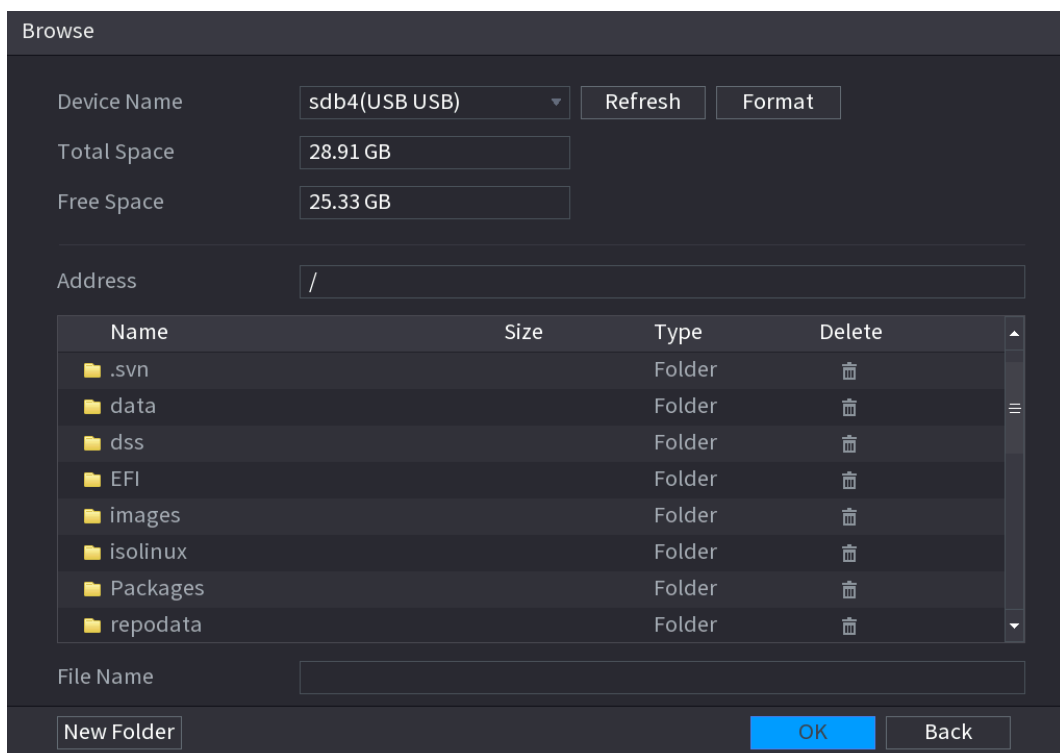 Browse
Device Name sdb4(USB USB) Refresh Format
Total Space 28.91 GB
Free Space 25.33 GB
Address /
Name Size Type Delete
.svn Folder
data Folder
dss Folder
EFI Folder
images Folder
isolinux Folder
Packages Folder
repodata Folder
File Name
New Folder OK Back